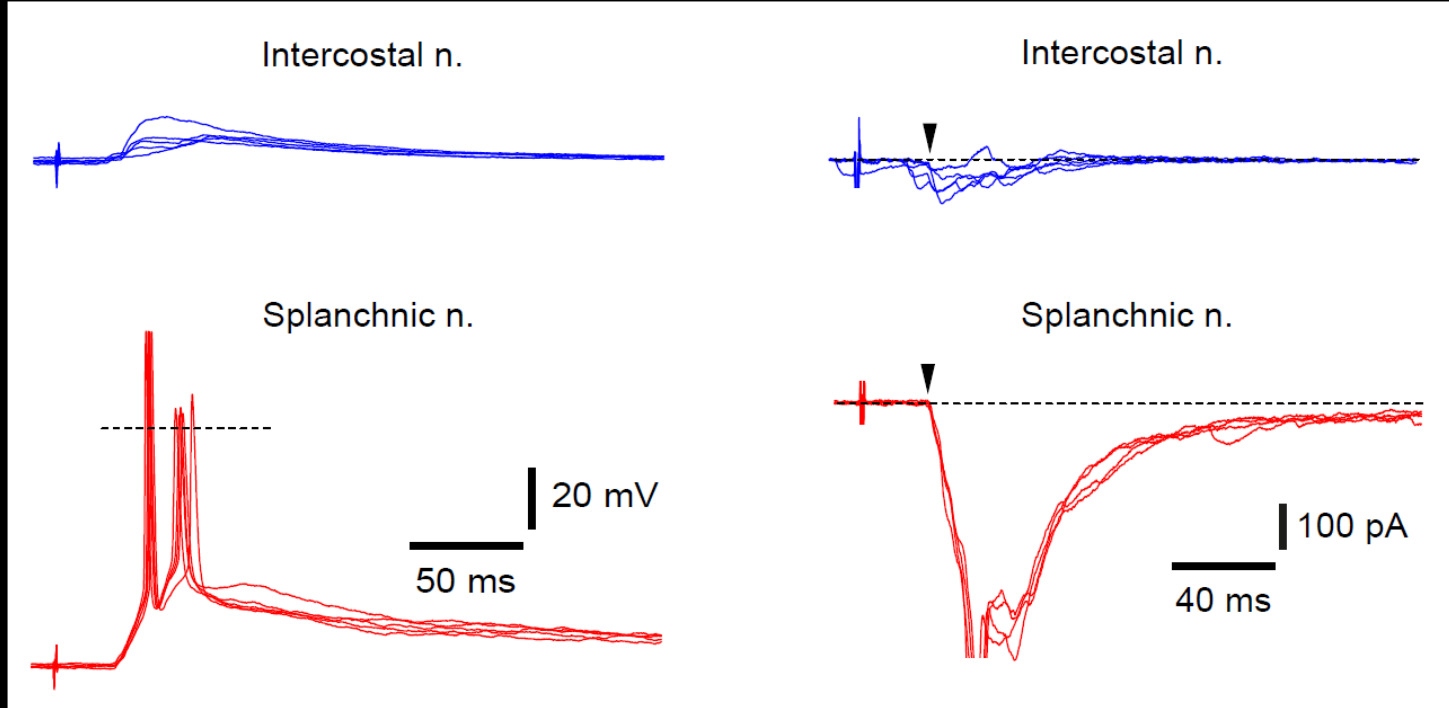 Intercostal n.
Intercostal n.
Splanchnic n.
Splanchnic n.
20 mV
50 ms
100 pA
40 ms